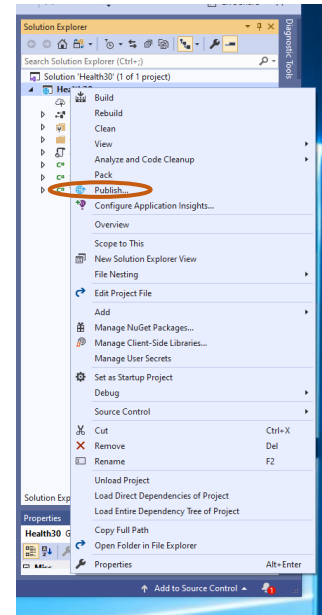 Solution Explorer
Diagnostic Tools
Search Solution Explorer (Ctrl+;)
Solution 'Health30' (1 of 1 project)
Build
Rebuild
Clean
View
Analyze and Code Cleanup
Pack
Publish...
Configure Application Insights...
Overview
Scope to This
New Solution Explorer View
File Nesting
Edit Project File
Add
Manage NuGet Packages...
Manage Client-Side Libraries...
Manage User Secrets
Set as Startup Project
Debug
Source Control
Cut Ctrl+X
Remove Del
Rename F2
Unload Project
Solution Exp Load Direct Dependencies of Project
Load Entire Dependency Tree of Project
Properties
Copy Full Path
Health30 G Open Folder in File Explorer
Properties Alt+Enter
Add to Source Control
1